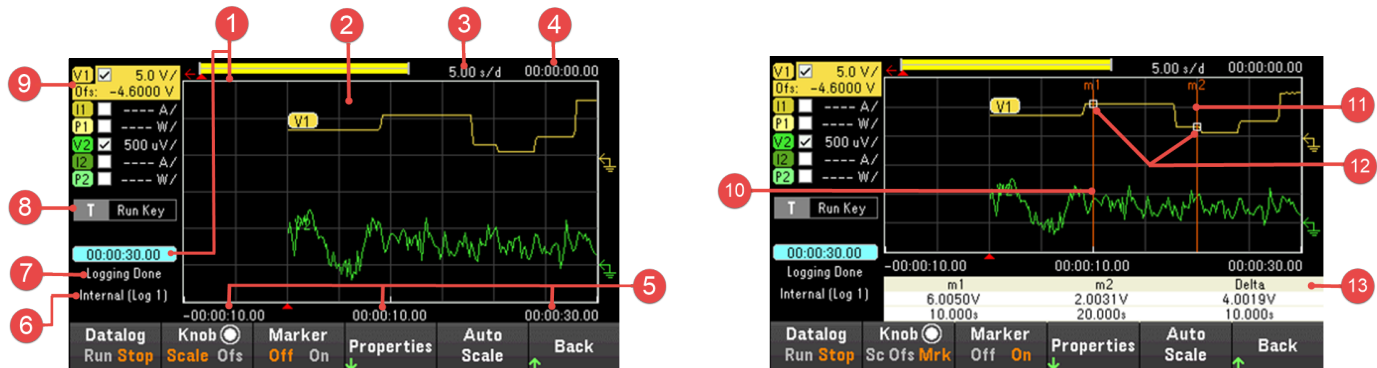 1
2
3
4
5
6
7
8
9
V1 5.0 V/
Ofs: -4.6000 V
I1 ---- A/
P1 ---- W/
V2 500 uV/
I2 ---- A/
P2 ---- W/
T Run Key
00:00:30.00
Logging Done
Internal (Log 1)
5.00 s/d 00:00:00.00
V1
-00:00:10.00 00:00:10.00 00:00:30.00
Datalog Knob Marker Properties Auto Back
Run Stop Scale Ofs Off On Scale
10
11
12
13
V1 5.0 V/
Ofs: -4.6000 V
I1 ---- A/
P1 ---- W/
V2 500 uV/
I2 ---- A/
P2 ---- W/
T Run Key
00:00:30.00
Logging Done
Internal (Log 1)
5.00 s/d 00:00:00.00
m1 m2
V1
-00:00:10.00 00:00:10.00 00:00:30.00
m1 m2 Delta
6.0050V 2.0031V 4.0019V
10.000s 20.000s 10.000s
Datalog Knob Marker Properties Auto Back
Run Stop Sc Ofs Mrk Off On Scale